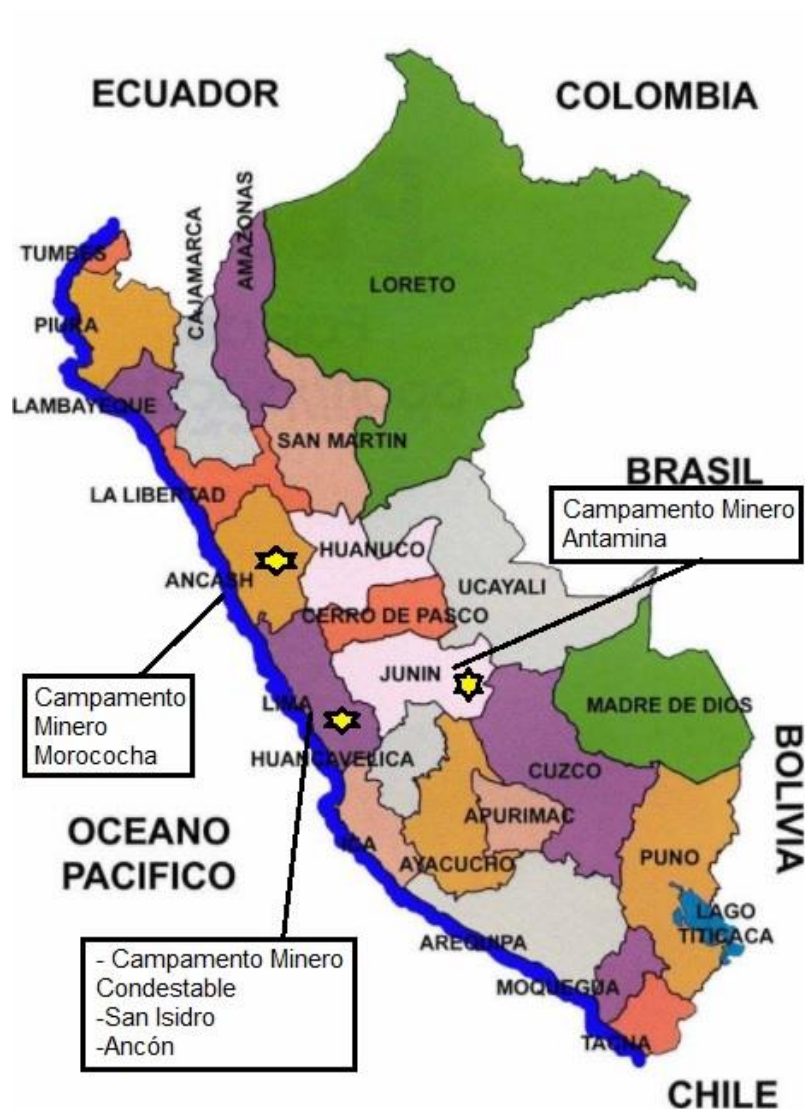 ECUADOR
COLOMBIA
TUMBES
CAJAMARCA
AMAZONAS
LORETO
PIURA
LAMBAYEQUE
SAN MARTIN
LA LIBERTAD
BRASIL
Campamento Minero
Antamina
HUANUCO
ANCASH
UCAYALI
CERRO DE PASCO
Campamento
Minero
Morococha
JUNIN
LIMA
MADRE DE DIOS
HUANCAVELICA
CUZCO
BOLIVIA
OCEANO
PACIFICO
APURIMAC
ICA
AYACUCHO
PUNO
LAGO
TITICACA
AREQUIPA
- Campamento Minero
Condestable
-San Isidro
-Ancón
MOQUEGUA
TACNA
CHILE